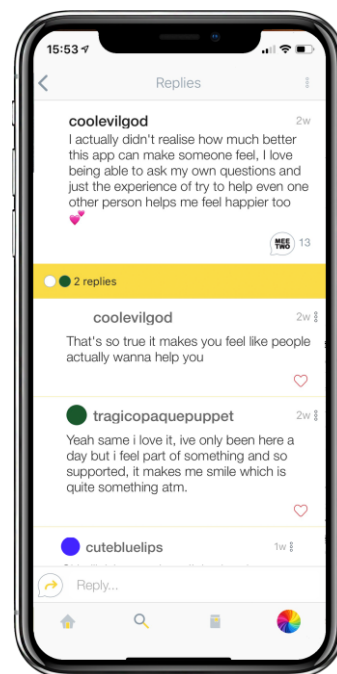 15:53
Replies
coolevilgod 2w
I actually didn't realise how much better
this app can make someone feel, I love
being able to ask my own questions and
just the experience of try to help even one
other person helps me feel happier too
💕
MEE TWO 13
2 replies
coolevilgod 2w
That's so true it makes you feel like people
actually wanna help you
tragicopaquepuppet 2w
Yeah same i love it, ive only been here a
day but i feel part of something and so
supported, it makes me smile which is
quite something atm.
cutebluelips 1w
Reply...